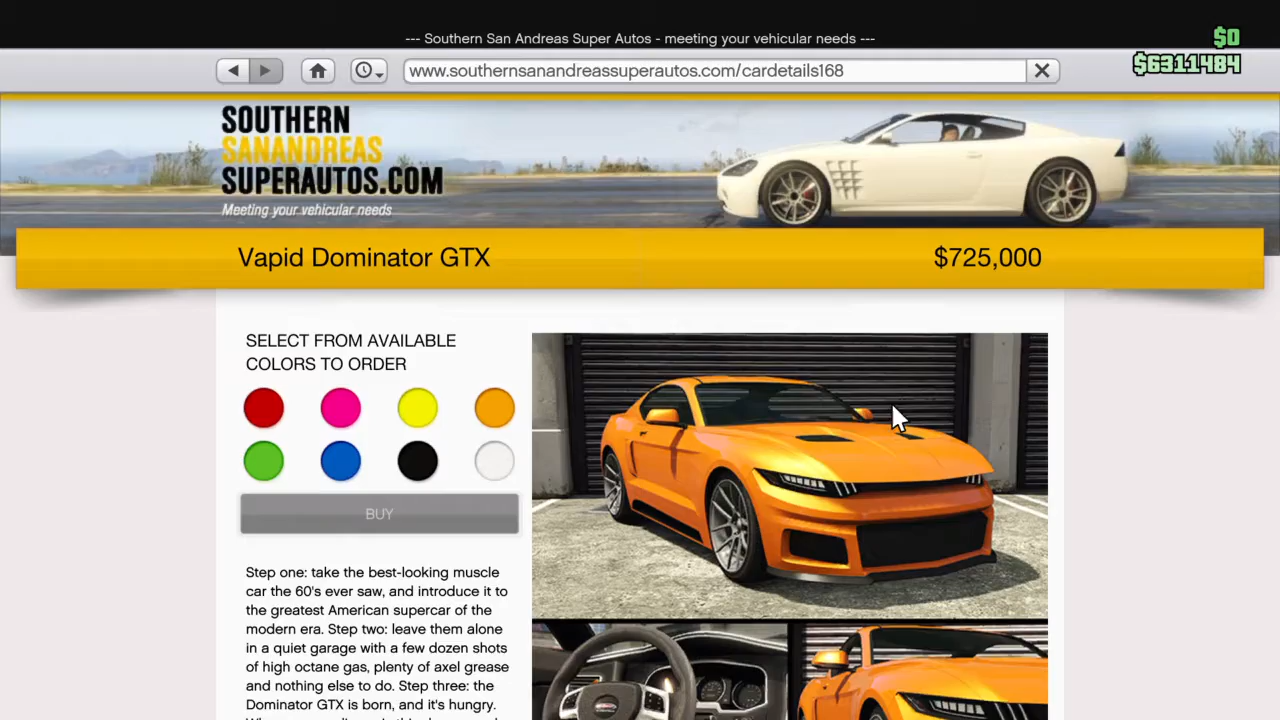 --- Southern San Andreas Super Autos - meeting your vehicular needs ---
$0
$6311484
www.southernsanandreassuperautos.com/cardetails168
SOUTHERN
SANANDREAS
SUPERAUTOS.COM
Meeting your vehicular needs
Vapid Dominator GTX
$725,000
SELECT FROM AVAILABLE
COLORS TO ORDER
BUY
Step one: take the best-looking muscle
car the 60's ever saw, and introduce it to
the greatest American supercar of the
modern era. Step two: leave them alone
in a quiet garage with a few dozen shots
of high octane gas, plenty of axel grease
and nothing else to do. Step three: the
Dominator GTX is born, and it's hungry.